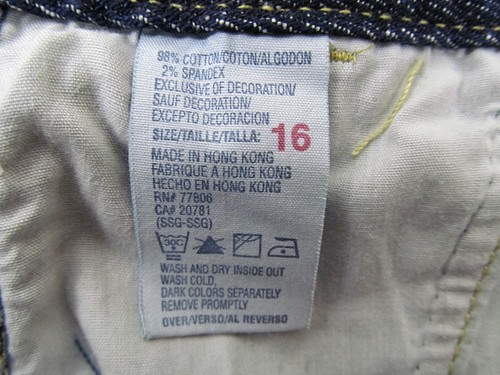 98% COTTON/COTON/ALGODON
2% SPANDEX
EXCLUSIVE OF DECORATION/
SAUF DECORATION/
EXCEPTO DECORACION
SIZE/TAILLE/TALLA: 16
MADE IN HONG KONG
FABRIQUE A HONG KONG
HECHO EN HONG KONG
RN# 77806
CA# 20781
(SSG-SSG)
30C
WASH AND DRY INSIDE OUT
WASH COLD,
DARK COLORS SEPARATELY
REMOVE PROMPTLY
OVER/VERSO/AL REVERSO